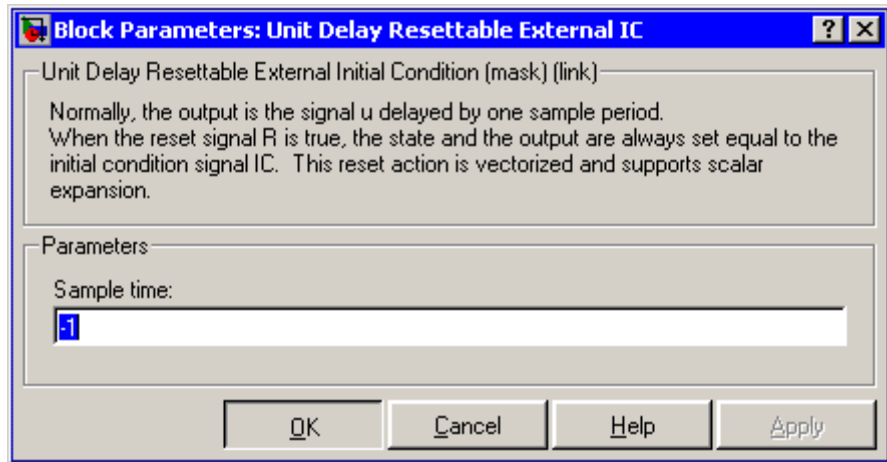 Block Parameters: Unit Delay Resettable External IC
Unit Delay Resettable External Initial Condition (mask) (link)
Normally, the output is the signal u delayed by one sample period.
When the reset signal R is true, the state and the output are always set equal to the
initial condition signal IC.  This reset action is vectorized and supports scalar
expansion.
Parameters
Sample time:
-1
OK Cancel Help Apply